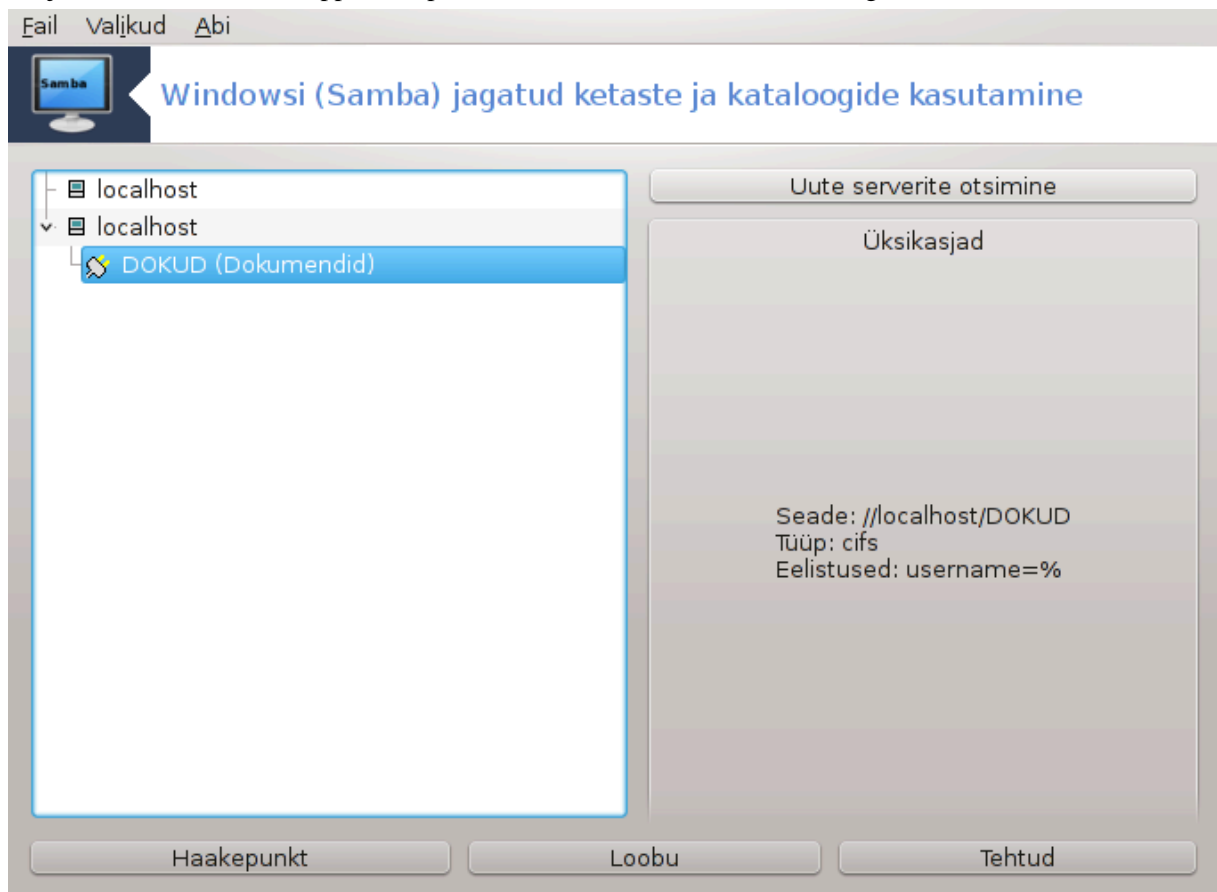 Fail Valikud Abi
Samba
Windowsi (Samba) jagatud ketaste ja kataloogide kasutamine
localhost
localhost
DOKUD (Dokumendid)
Uute serverite otsimine
Üksikasjad
Seade: //localhost/DOKUD
Tüüp: cifs
Eelistused: username=%
Haakepunkt
Loobu
Tehtud